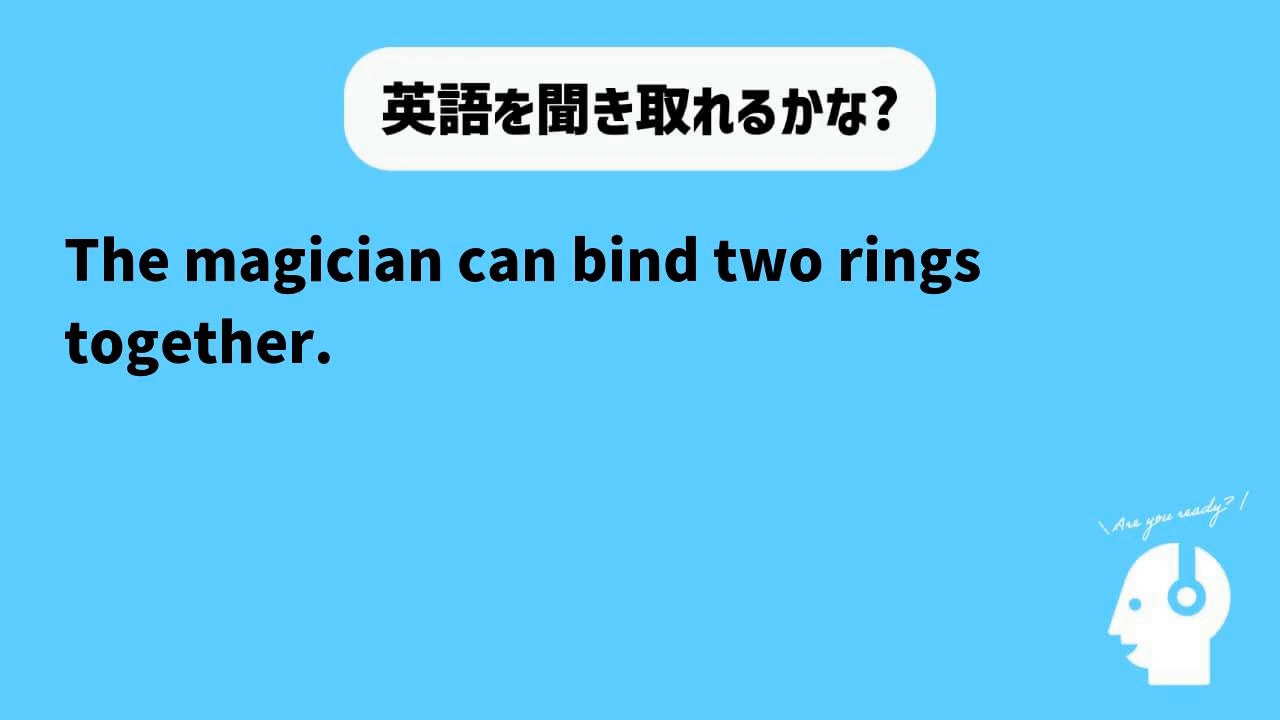 英語を聞き取れるかな?
The magician can bind two rings
together.
\ Are you ready? /